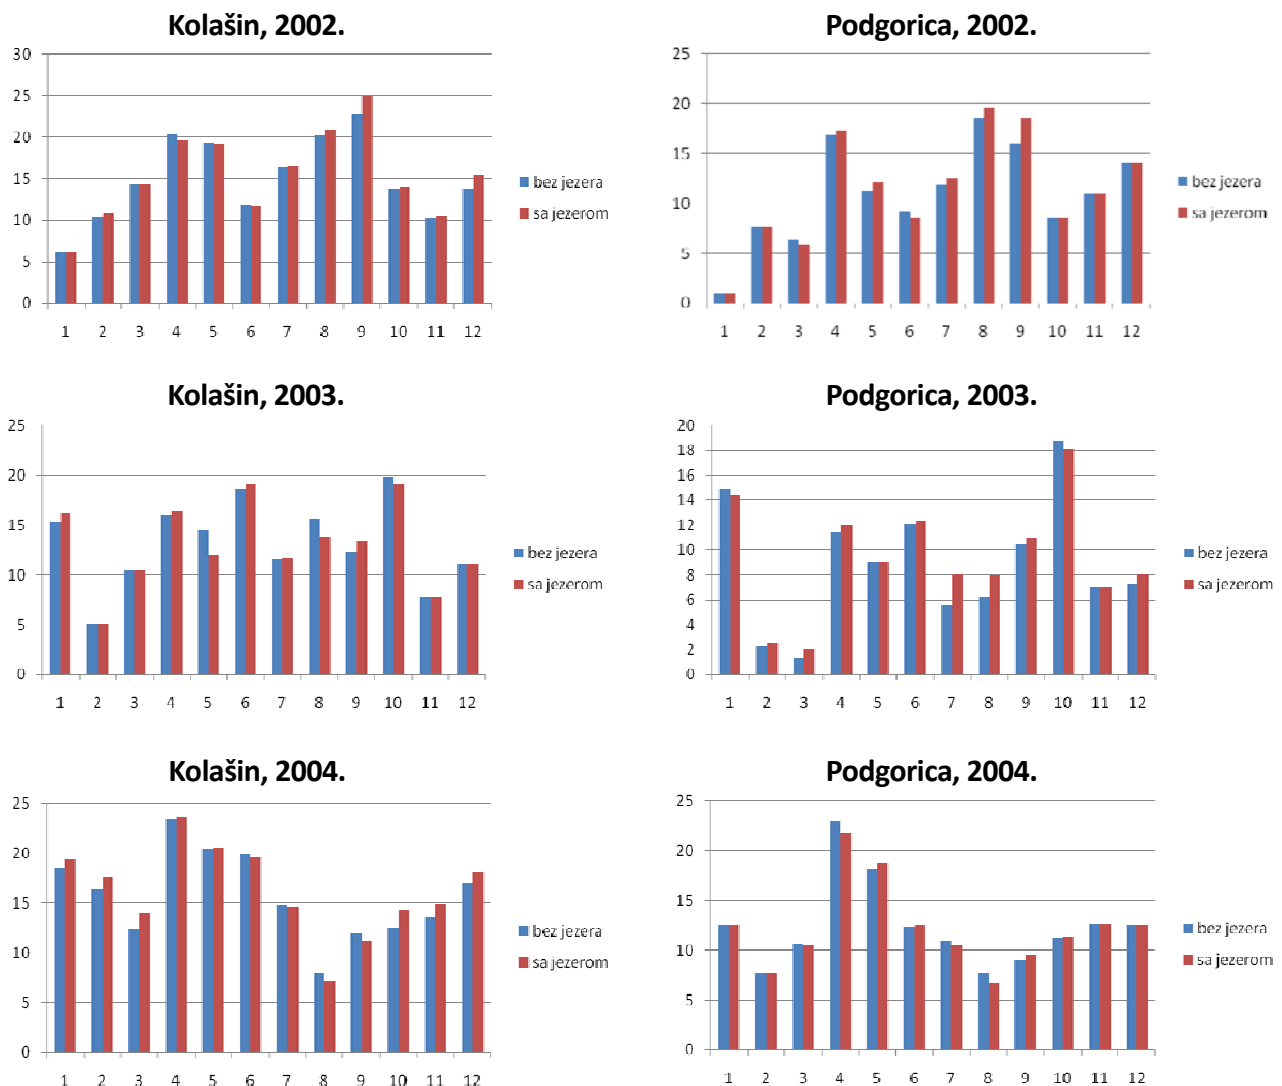 Kolašin, 2002.
30
25
20
15
10
5
0
1 2 3 4 5 6 7 8 9 10 11 12
bez jezera
sa jezerom
Podgorica, 2002.
25
20
15
10
5
0
1 2 3 4 5 6 7 8 9 10 11 12
bez jezera
sa jezerom
Kolašin, 2003.
25
20
15
10
5
0
1 2 3 4 5 6 7 8 9 10 11 12
bez jezera
sa jezerom
Podgorica, 2003.
20
18
16
14
12
10
8
6
4
2
0
1 2 3 4 5 6 7 8 9 10 11 12
bez jezera
sa jezerom
Kolašin, 2004.
25
20
15
10
5
0
1 2 3 4 5 6 7 8 9 10 11 12
bez jezera
sa jezerom
Podgorica, 2004.
25
20
15
10
5
0
1 2 3 4 5 6 7 8 9 10 11 12
bez jezera
sa jezerom